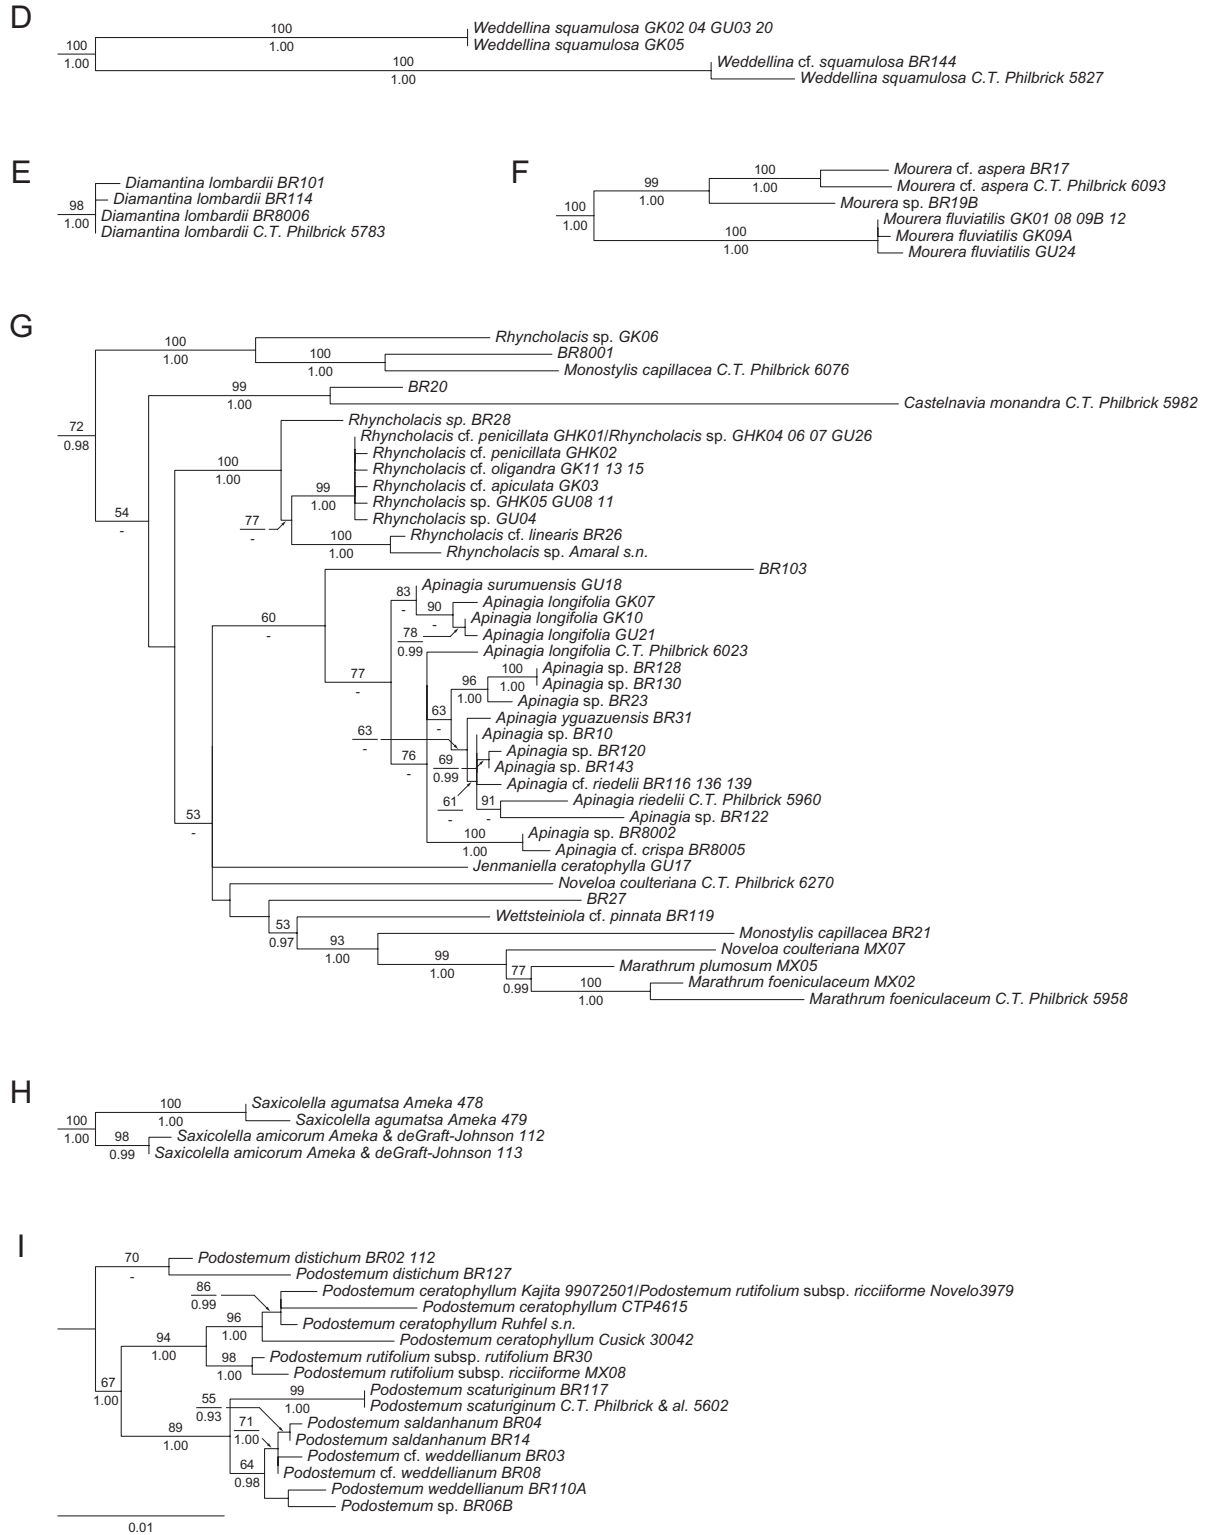 D
100
1.00
100
1.00
Weddellina squamulosa GK02 04 GU03 20
Weddellina squamulosa GK05
100
1.00
Weddellina cf. squamulosa BR144
Weddellina squamulosa C.T. Philbrick 5827
E
98
1.00
Diamantina lombardii BR101
Diamantina lombardii BR114
Diamantina lombardii BR8006
Diamantina lombardii C.T. Philbrick 5783
F
100
1.00
99
1.00
100
1.00
Mourera cf. aspera BR17
Mourera cf. aspera C.T. Philbrick 6093
Mourera sp. BR19B
100
1.00
Mourera fluviatilis GK01 08 09B 12
Mourera fluviatilis GK09A
Mourera fluviatilis GU24
G
72
0.98
100
1.00
Rhyncholacis sp. GK06
100
1.00
BR8001
Monostylis capillacea C.T. Philbrick 6076
54
-
99
1.00
BR20
Castelnavia monandra C.T. Philbrick 5982
100
1.00
Rhyncholacis sp. BR28
77
-
99
1.00
Rhyncholacis cf. penicillata GHK01/Rhyncholacis sp. GHK04 06 07 GU26
Rhyncholacis cf. penicillata GHK02
Rhyncholacis cf. oligandra GK11 13 15
Rhyncholacis cf. apiculata GK03
Rhyncholacis sp. GHK05 GU08 11
Rhyncholacis sp. GU04
100
1.00
Rhyncholacis cf. linearis BR26
Rhyncholacis sp. Amaral s.n.
53
-
60
-
BR103
77
-
83
-
Apinagia surumuensis GU18
90
-
Apinagia longifolia GK07
78
0.99
Apinagia longifolia GK10
Apinagia longifolia GU21
76
-
Apinagia longifolia C.T. Philbrick 6023
63
-
96
1.00
100
1.00
Apinagia sp. BR128
Apinagia sp. BR130
Apinagia sp. BR23
63
-
Apinagia yguazuensis BR31
61
-
Apinagia sp. BR10
69
0.99
Apinagia sp. BR120
Apinagia sp. BR143
Apinagia cf. riedelii BR116 136 139
91
-
Apinagia riedelii C.T. Philbrick 5960
Apinagia sp. BR122
100
1.00
Apinagia sp. BR8002
Apinagia cf. crispa BR8005
Jenmaniella ceratophylla GU17
Noveloa coulteriana C.T. Philbrick 6270
BR27
53
0.97
Wettsteiniola cf. pinnata BR119
93
1.00
Monostylis capillacea BR21
99
1.00
Noveloa coulteriana MX07
77
0.99
Marathrum plumosum MX05
100
1.00
Marathrum foeniculaceum MX02
Marathrum foeniculaceum C.T. Philbrick 5958
H
100
1.00
100
1.00
Saxicolella agumatsa Ameka 478
Saxicolella agumatsa Ameka 479
98
0.99
Saxicolella amicorum Ameka & deGraft-Johnson 112
Saxicolella amicorum Ameka & deGraft-Johnson 113
I
70
-
Podostemum distichum BR02 112
Podostemum distichum BR127
67
1.00
94
1.00
96
1.00
86
0.99
Podostemum ceratophyllum Kajita 99072501/Podostemum rutifolium subsp. ricciiforme Novelo3979
Podostemum ceratophyllum CTP4615
Podostemum ceratophyllum Ruhfel s.n.
Podostemum ceratophyllum Cusick 30042
98
1.00
Podostemum rutifolium subsp. rutifolium BR30
Podostemum rutifolium subsp. ricciiforme MX08
89
1.00
99
1.00
Podostemum scaturiginum BR117
Podostemum scaturiginum C.T. Philbrick & al. 5602
64
0.98
71
1.00
55
0.93
Podostemum saldanhanum BR04
Podostemum saldanhanum BR14
Podostemum cf. weddellianum BR03
Podostemum cf. weddellianum BR08
Podostemum weddellianum BR110A
Podostemum sp. BR06B
0.01